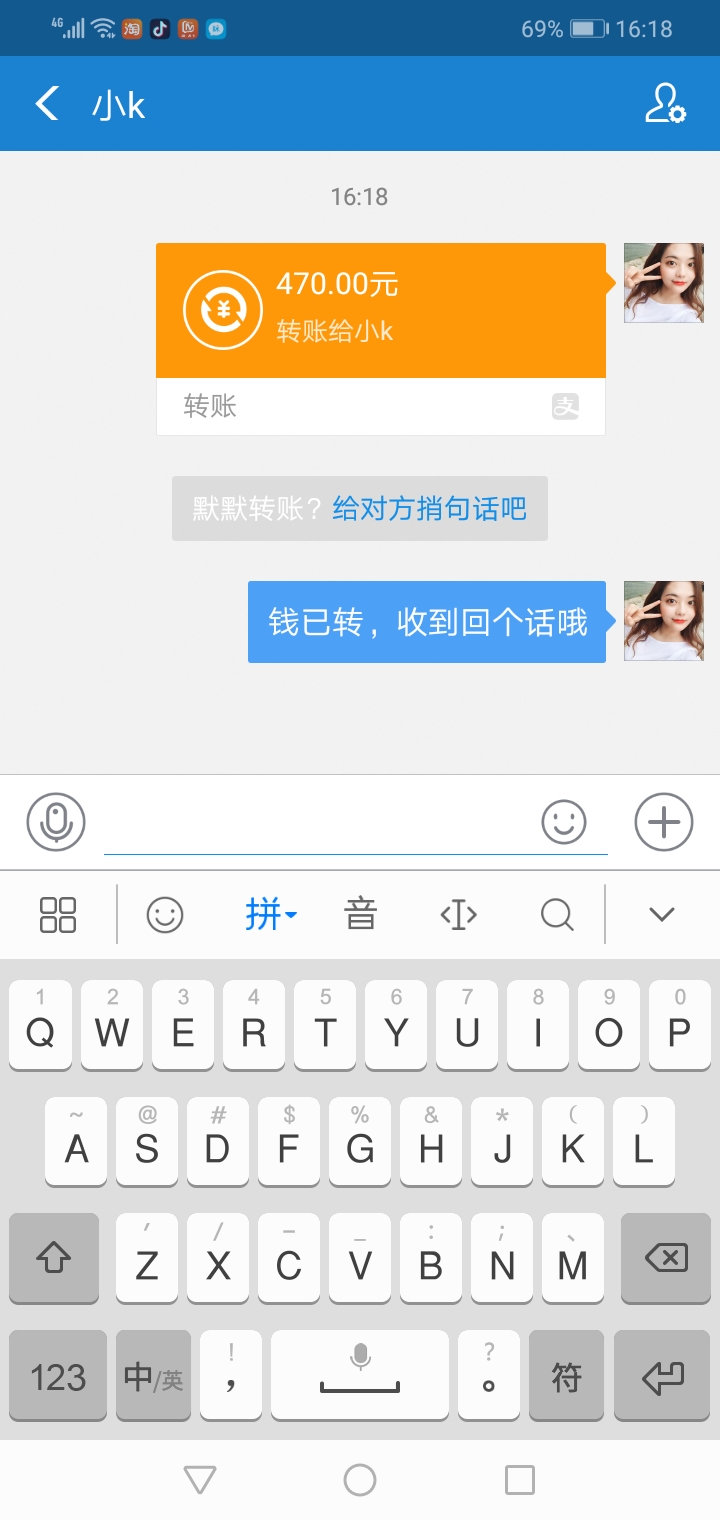 4G 淘 69% 16:18
小k
16:18
470.00元
转账给小k
转账 支
默默转账？给对方捎句话吧
钱已转，收到回个话哦
拼 音
1 2 3 4 5 6 7 8 9 0
Q W E R T Y U I O P
~ @ # $ % & * ( )
A S D F G H J K L
' / – _ : ; 、
Z X C V B N M
! ?
123 中/英 ， 。 符